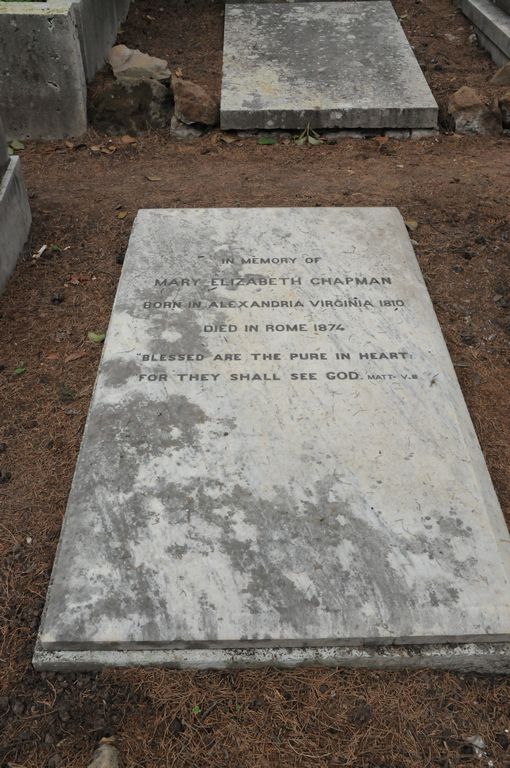 IN MEMORY OF
MARY ELIZABETH CHAPMAN
BORN IN ALEXANDRIA VIRGINIA 1810
DIED IN ROME 1874
"BLESSED ARE THE PURE IN HEART:
FOR THEY SHALL SEE GOD. MATT. V.8